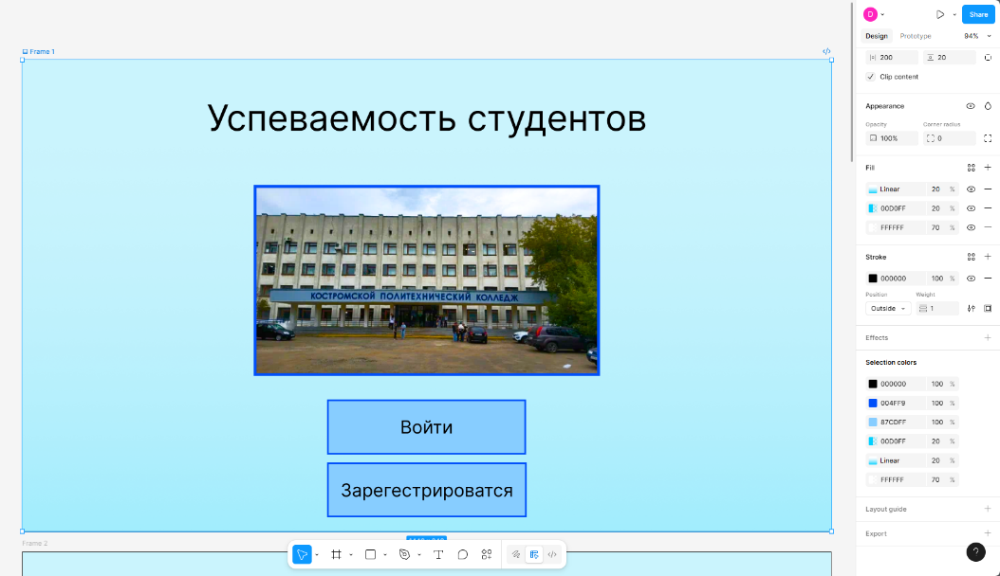 D
Share
Design
Prototype
94%
Frame 1
200
20
Clip content
Успеваемость студентов
Appearance
Opacity
Corner radius
100%
0
Fill
Linear
20
%
00D0FF
20
%
FFFFFF
70
%
Stroke
000000
100
%
Position
Weight
Outside
1
КОСТРОМСКОЙ ПОЛИТЕХНИЧЕСКИЙ КОЛЛЕДЖ
Effects
Selection colors
000000
100
%
004FF9
100
%
87CDFF
100
%
00D0FF
20
%
Linear
20
%
FFFFFF
70
%
Войти
Зарегестрироватся
Layout guide
Export
Frame 2
?